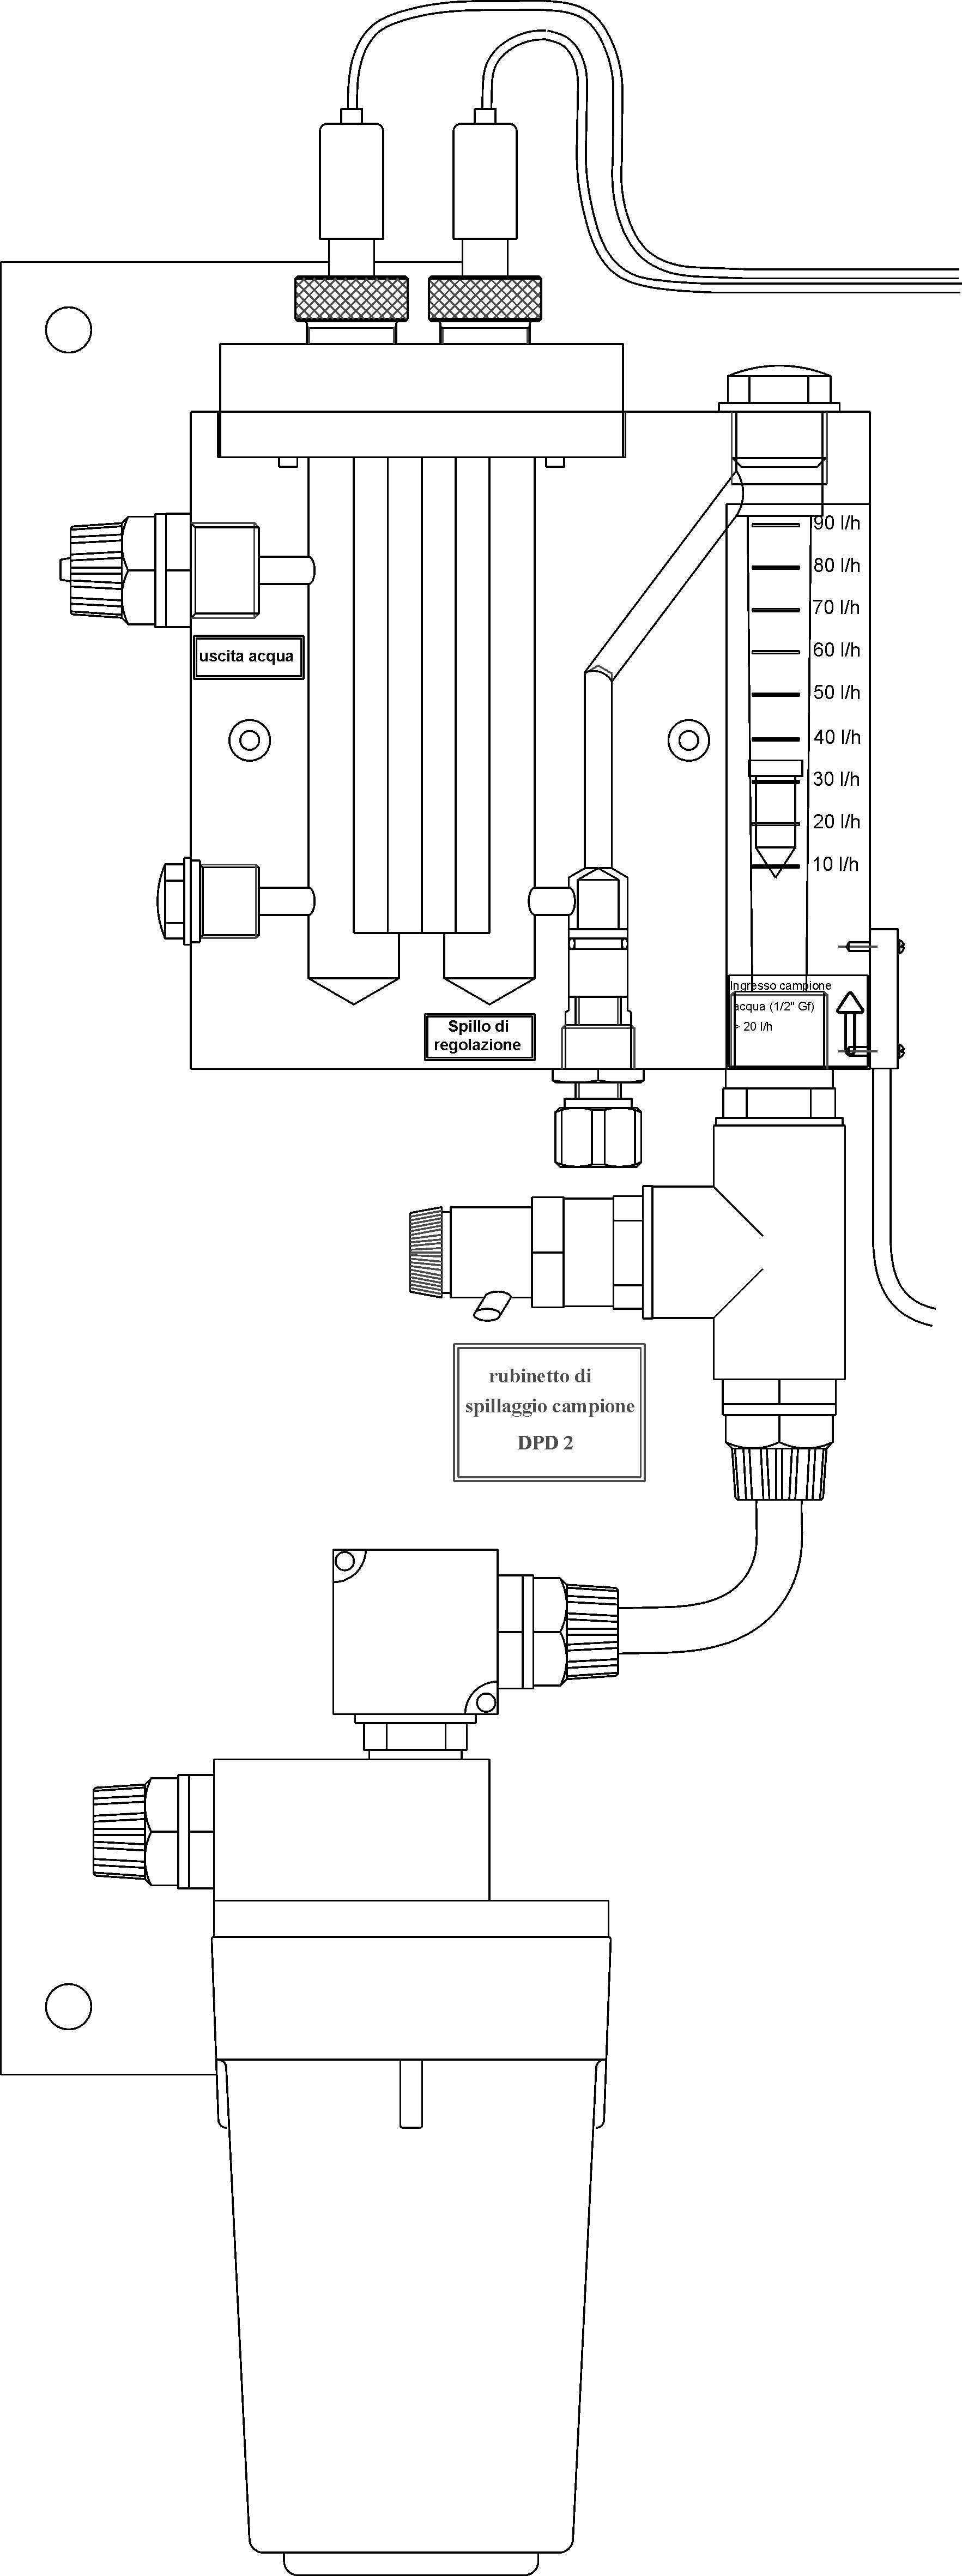 90 l/h
80 l/h
70 l/h
60 l/h
uscita acqua
50 l/h
40 l/h
30 l/h
20 l/h
10 l/h
Ingresso campione
acqua (1/2" Gf)
> 20 l/h
Spillo di
regolazione
rubinetto di
spillaggio campione
DPD 2